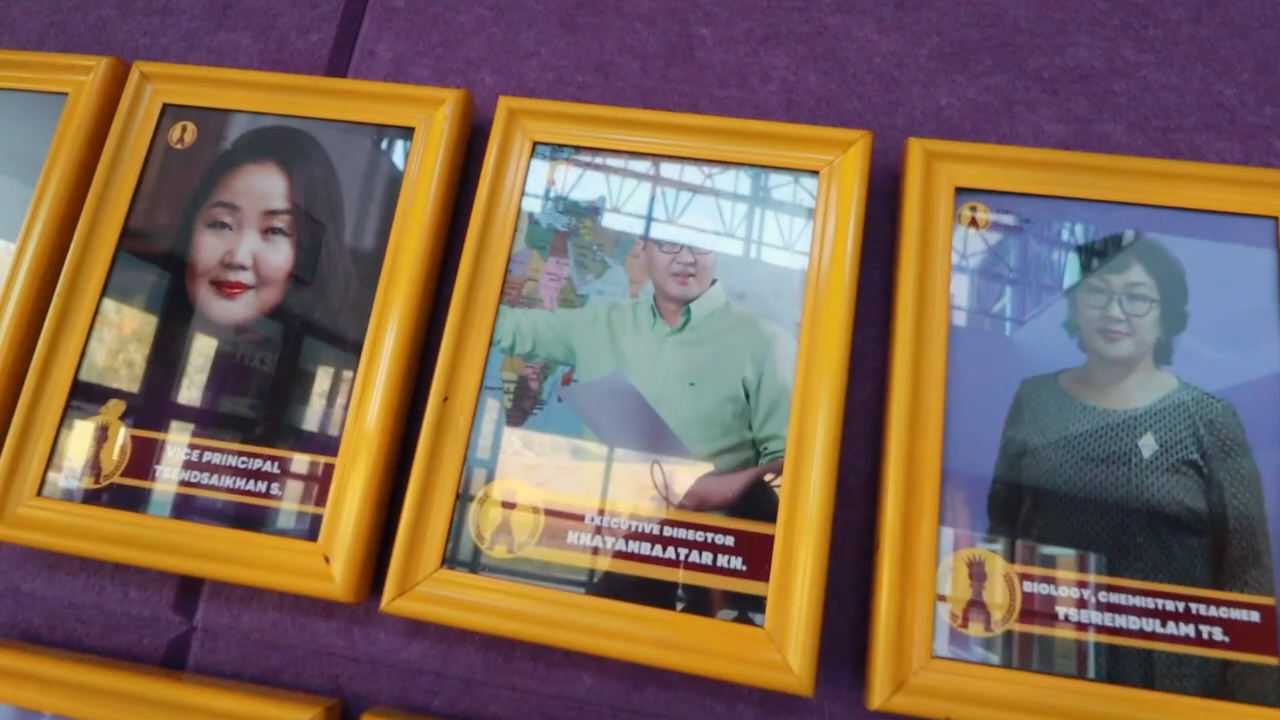 VICE PRINCIPAL
TSENDSAIKHAN S.
EXECUTIVE DIRECTOR
KHATANBAATAR KH.
BIOLOGY, CHEMISTRY TEACHER
TSERENDULAM TS.